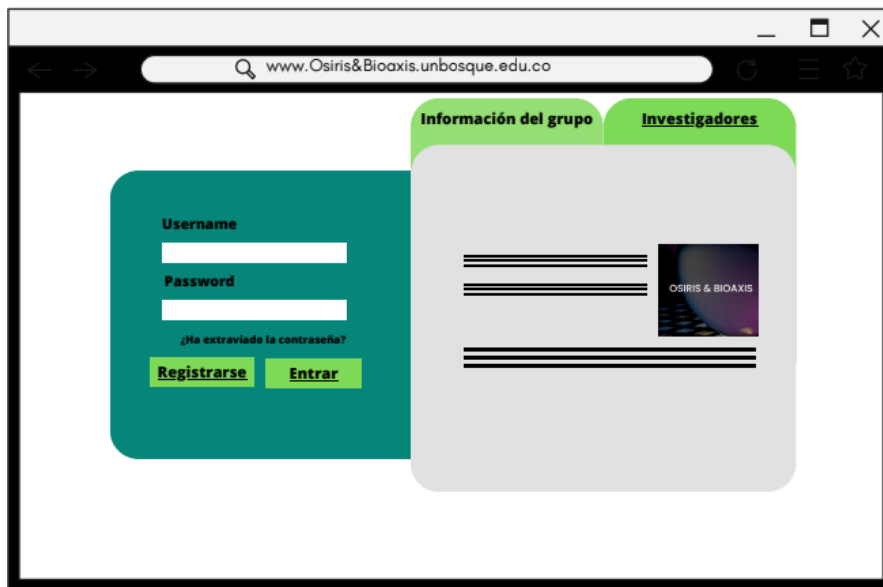 www.Osiris&Bioaxis.unbosque.edu.co
Información del grupo
Investigadores
Username
Password
¿Ha extraviado la contraseña?
Registrarse
Entrar
OSIRIS & BIOAXIS